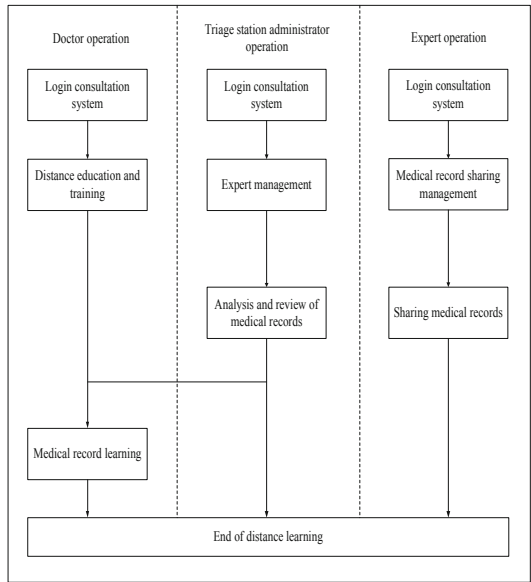 Doctor operation
Triage station administrator
operation
Expert operation
Login consultation
system
Login consultation
system
Login consultation
system
Distance education and
training
Expert management
Medical record sharing
management
Analysis and review of
medical records
Sharing medical records
Medical record learning
End of distance learning